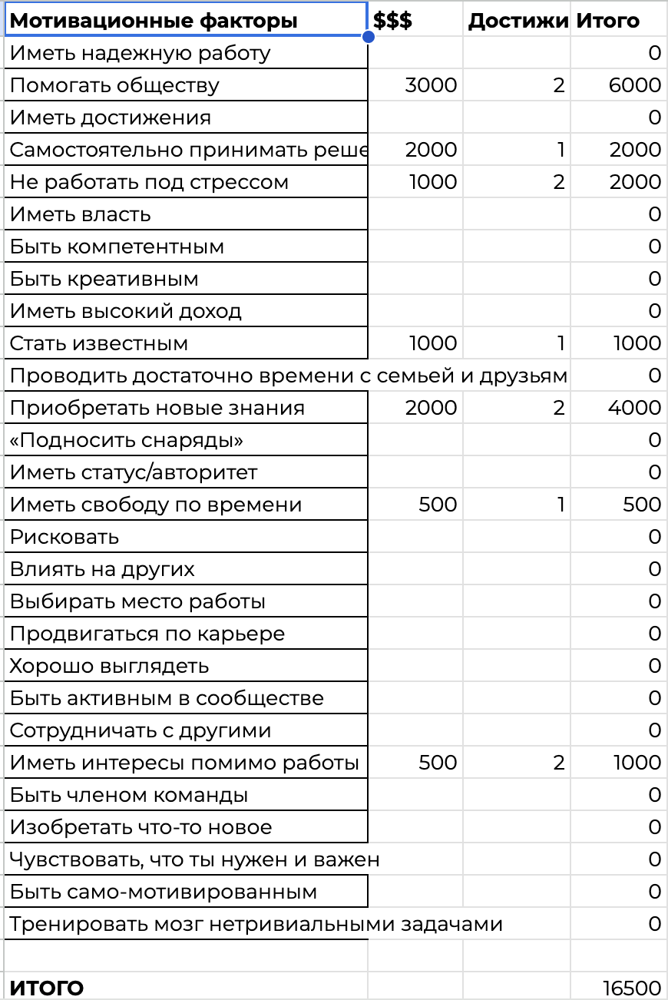 Мотивационные факторы $$$ Достижи Итого
Иметь надежную работу 0
Помогать обществу 3000 2 6000
Иметь достижения 0
Самостоятельно принимать реше 2000 1 2000
Не работать под стрессом 1000 2 2000
Иметь власть 0
Быть компетентным 0
Быть креативным 0
Иметь высокий доход 0
Стать известным 1000 1 1000
Проводить достаточно времени с семьей и друзьям 0
Приобретать новые знания 2000 2 4000
«Подносить снаряды» 0
Иметь статус/авторитет 0
Иметь свободу по времени 500 1 500
Рисковать 0
Влиять на других 0
Выбирать место работы 0
Продвигаться по карьере 0
Хорошо выглядеть 0
Быть активным в сообществе 0
Сотрудничать с другими 0
Иметь интересы помимо работы 500 2 1000
Быть членом команды 0
Изобретать что-то новое 0
Чувствовать, что ты нужен и важен 0
Быть само-мотивированным 0
Тренировать мозг нетривиальными задачами 0
ИТОГО 16500